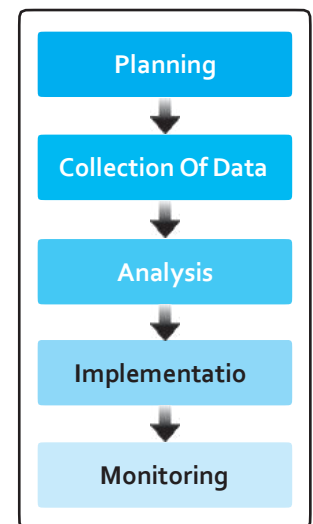 Planning
Collection Of Data
Analysis
Implementatio
Monitoring